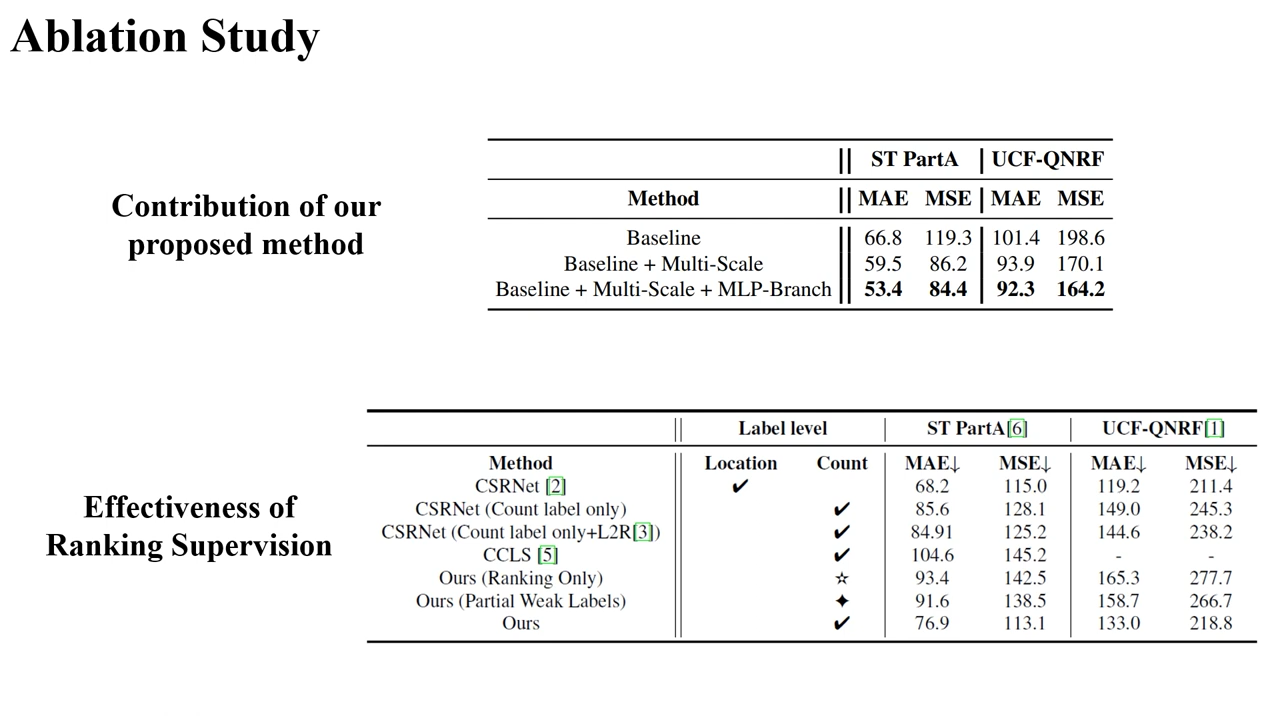 Ablation Study
Contribution of our
proposed method
ST PartA UCF-QNRF
Method MAE MSE MAE MSE
Baseline 66.8 119.3 101.4 198.6
Baseline + Multi-Scale 59.5 86.2 93.9 170.1
Baseline + Multi-Scale + MLP-Branch 53.4 84.4 92.3 164.2
Effectiveness of
Ranking Supervision
Label level ST PartA[6] UCF-QNRF[1]
Method Location Count MAE↓ MSE↓ MAE↓ MSE↓
CSRNet [2] ✔ 68.2 115.0 119.2 211.4
CSRNet (Count label only) ✔ 85.6 128.1 149.0 245.3
CSRNet (Count label only+L2R[3]) ✔ 84.91 125.2 144.6 238.2
CCLS [5] ✔ 104.6 145.2 - -
Ours (Ranking Only) ☆ 93.4 142.5 165.3 277.7
Ours (Partial Weak Labels) ✦ 91.6 138.5 158.7 266.7
Ours ✔ 76.9 113.1 133.0 218.8